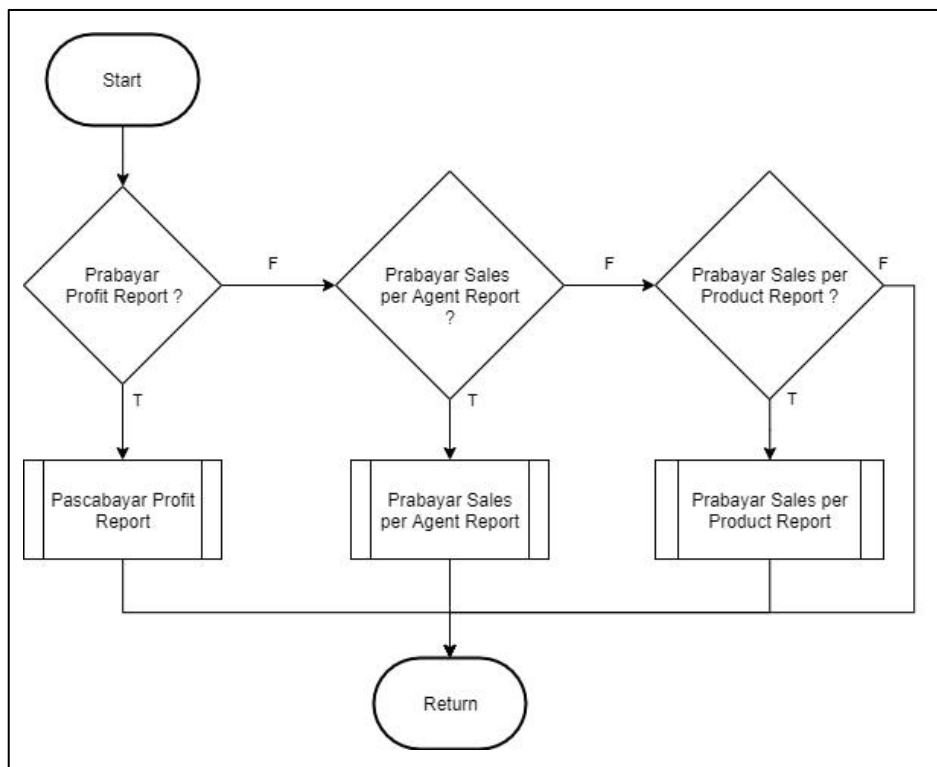 Start
Prabayar
Profit Report ?
F
Prabayar Sales
per Agent Report
?
F
Prabayar Sales per
Product Report ?
F
T
T
T
Pascabayar Profit
Report
Prabayar Sales
per Agent Report
Prabayar Sales per
Product Report
Return